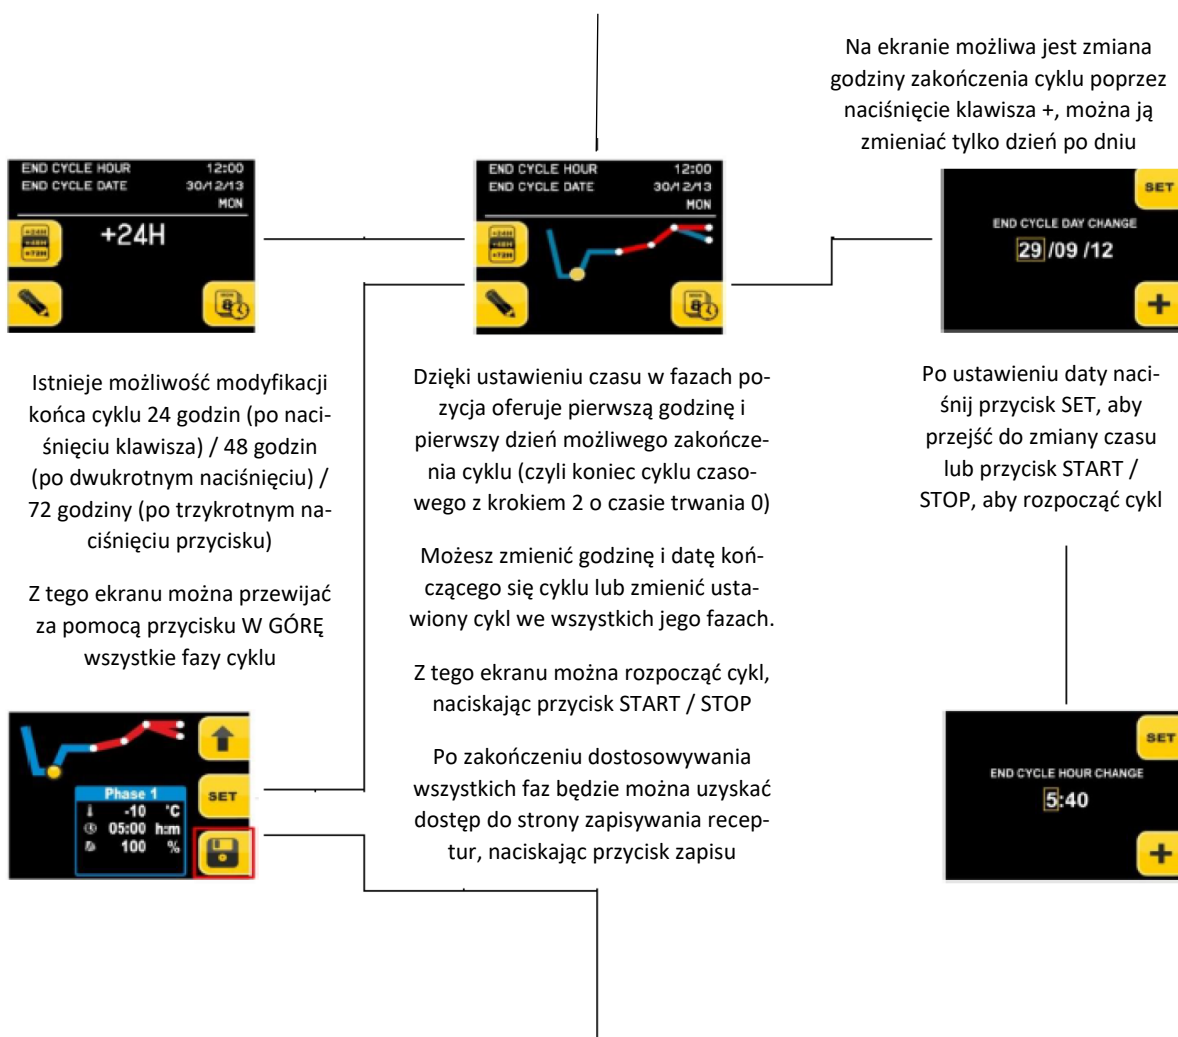 Na ekranie możliwa jest zmiana
godziny zakończenia cyklu poprzez
naciśnięcie klawisza +, można ją
zmieniać tylko dzień po dniu
END CYCLE HOUR 12:00
END CYCLE DATE 30/12/13
MON
+24H
+48H
+72H
+24H
END CYCLE HOUR 12:00
END CYCLE DATE 30/12/13
MON
+24H
+48H
+72H
SET
END CYCLE DAY CHANGE
29 /09 /12
+
Istnieje możliwość modyfikacji
końca cyklu 24 godzin (po naci-
śnięciu klawisza) / 48 godzin
(po dwukrotnym naciśnięciu) /
72 godziny (po trzykrotnym na-
ciśnięciu przycisku)
Z tego ekranu można przewijać
za pomocą przycisku W GÓRĘ
wszystkie fazy cyklu
Dzięki ustawieniu czasu w fazach po-
zycja oferuje pierwszą godzinę i
pierwszy dzień możliwego zakończe-
nia cyklu (czyli koniec cyklu czaso-
wego z krokiem 2 o czasie trwania 0)
Możesz zmienić godzinę i datę koń-
czącego się cyklu lub zmienić usta-
wiony cykl we wszystkich jego fazach.
Z tego ekranu można rozpocząć cykl,
naciskając przycisk START / STOP
Po zakończeniu dostosowywania
wszystkich faz będzie można uzyskać
dostęp do strony zapisywania recep-
tur, naciskając przycisk zapisu
Po ustawieniu daty naci-
śnij przycisk SET, aby
przejść do zmiany czasu
lub przycisk START /
STOP, aby rozpocząć cykl
Phase 1
-10 °C
05:00 h:m
100 %
SET
SET
END CYCLE HOUR CHANGE
5:40
+